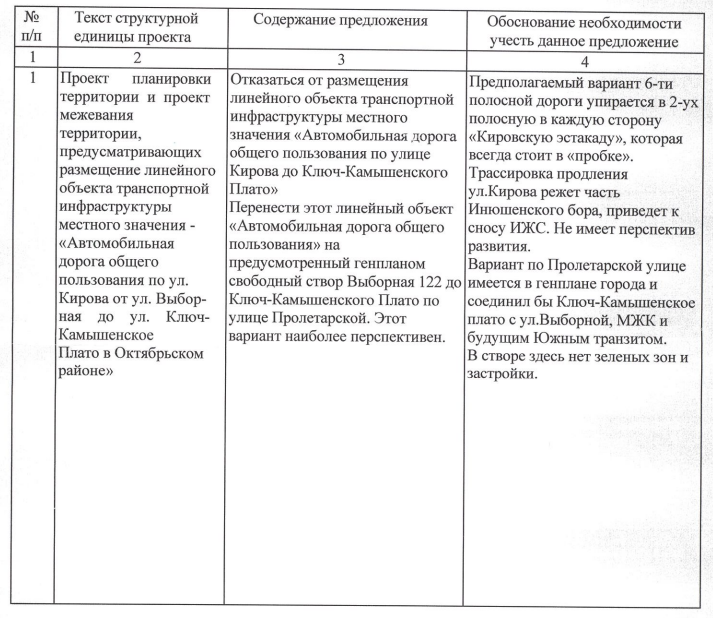 №
п/п
Текст структурной
единицы проекта
Содержание предложения
Обоснование необходимости
учесть данное предложение
1
2
3
4
1
Проект планировки
территории и проект
межевания
территории,
предусматривающих
размещение линейного
объекта транспортной
инфраструктуры
местного значения -
«Автомобильная
дорога общего
пользования по ул.
Кирова от ул. Выбор-
ная до ул. Ключ-
Камышенское
Плато в Октябрьском
районе»
Отказаться от размещения
линейного объекта транспортной
инфраструктуры местного
значения «Автомобильная дорога
общего пользования по улице
Кирова до Ключ-Камышенского
Плато»
Перенести этот линейный объект
«Автомобильная дорога общего
пользования» на
предусмотренный генпланом
свободный створ Выборная 122 до
Ключ-Камышенского Плато по
улице Пролетарской. Этот
вариант наиболее перспективен.
Предполагаемый вариант 6-ти
полосной дороги упирается в 2-ух
полосную в каждую сторону
«Кировскую эстакаду», которая
всегда стоит в «пробке».
Трассировка продления
ул.Кирова режет часть
Инюшенского бора, приведет к
сносу ИЖС. Не имеет перспектив
развития.
Вариант по Пролетарской улице
имеется в генплане города и
соединил бы Ключ-Камышенское
плато с ул.Выборной, МЖК и
будущим Южным транзитом.
В створе здесь нет зеленых зон и
застройки.